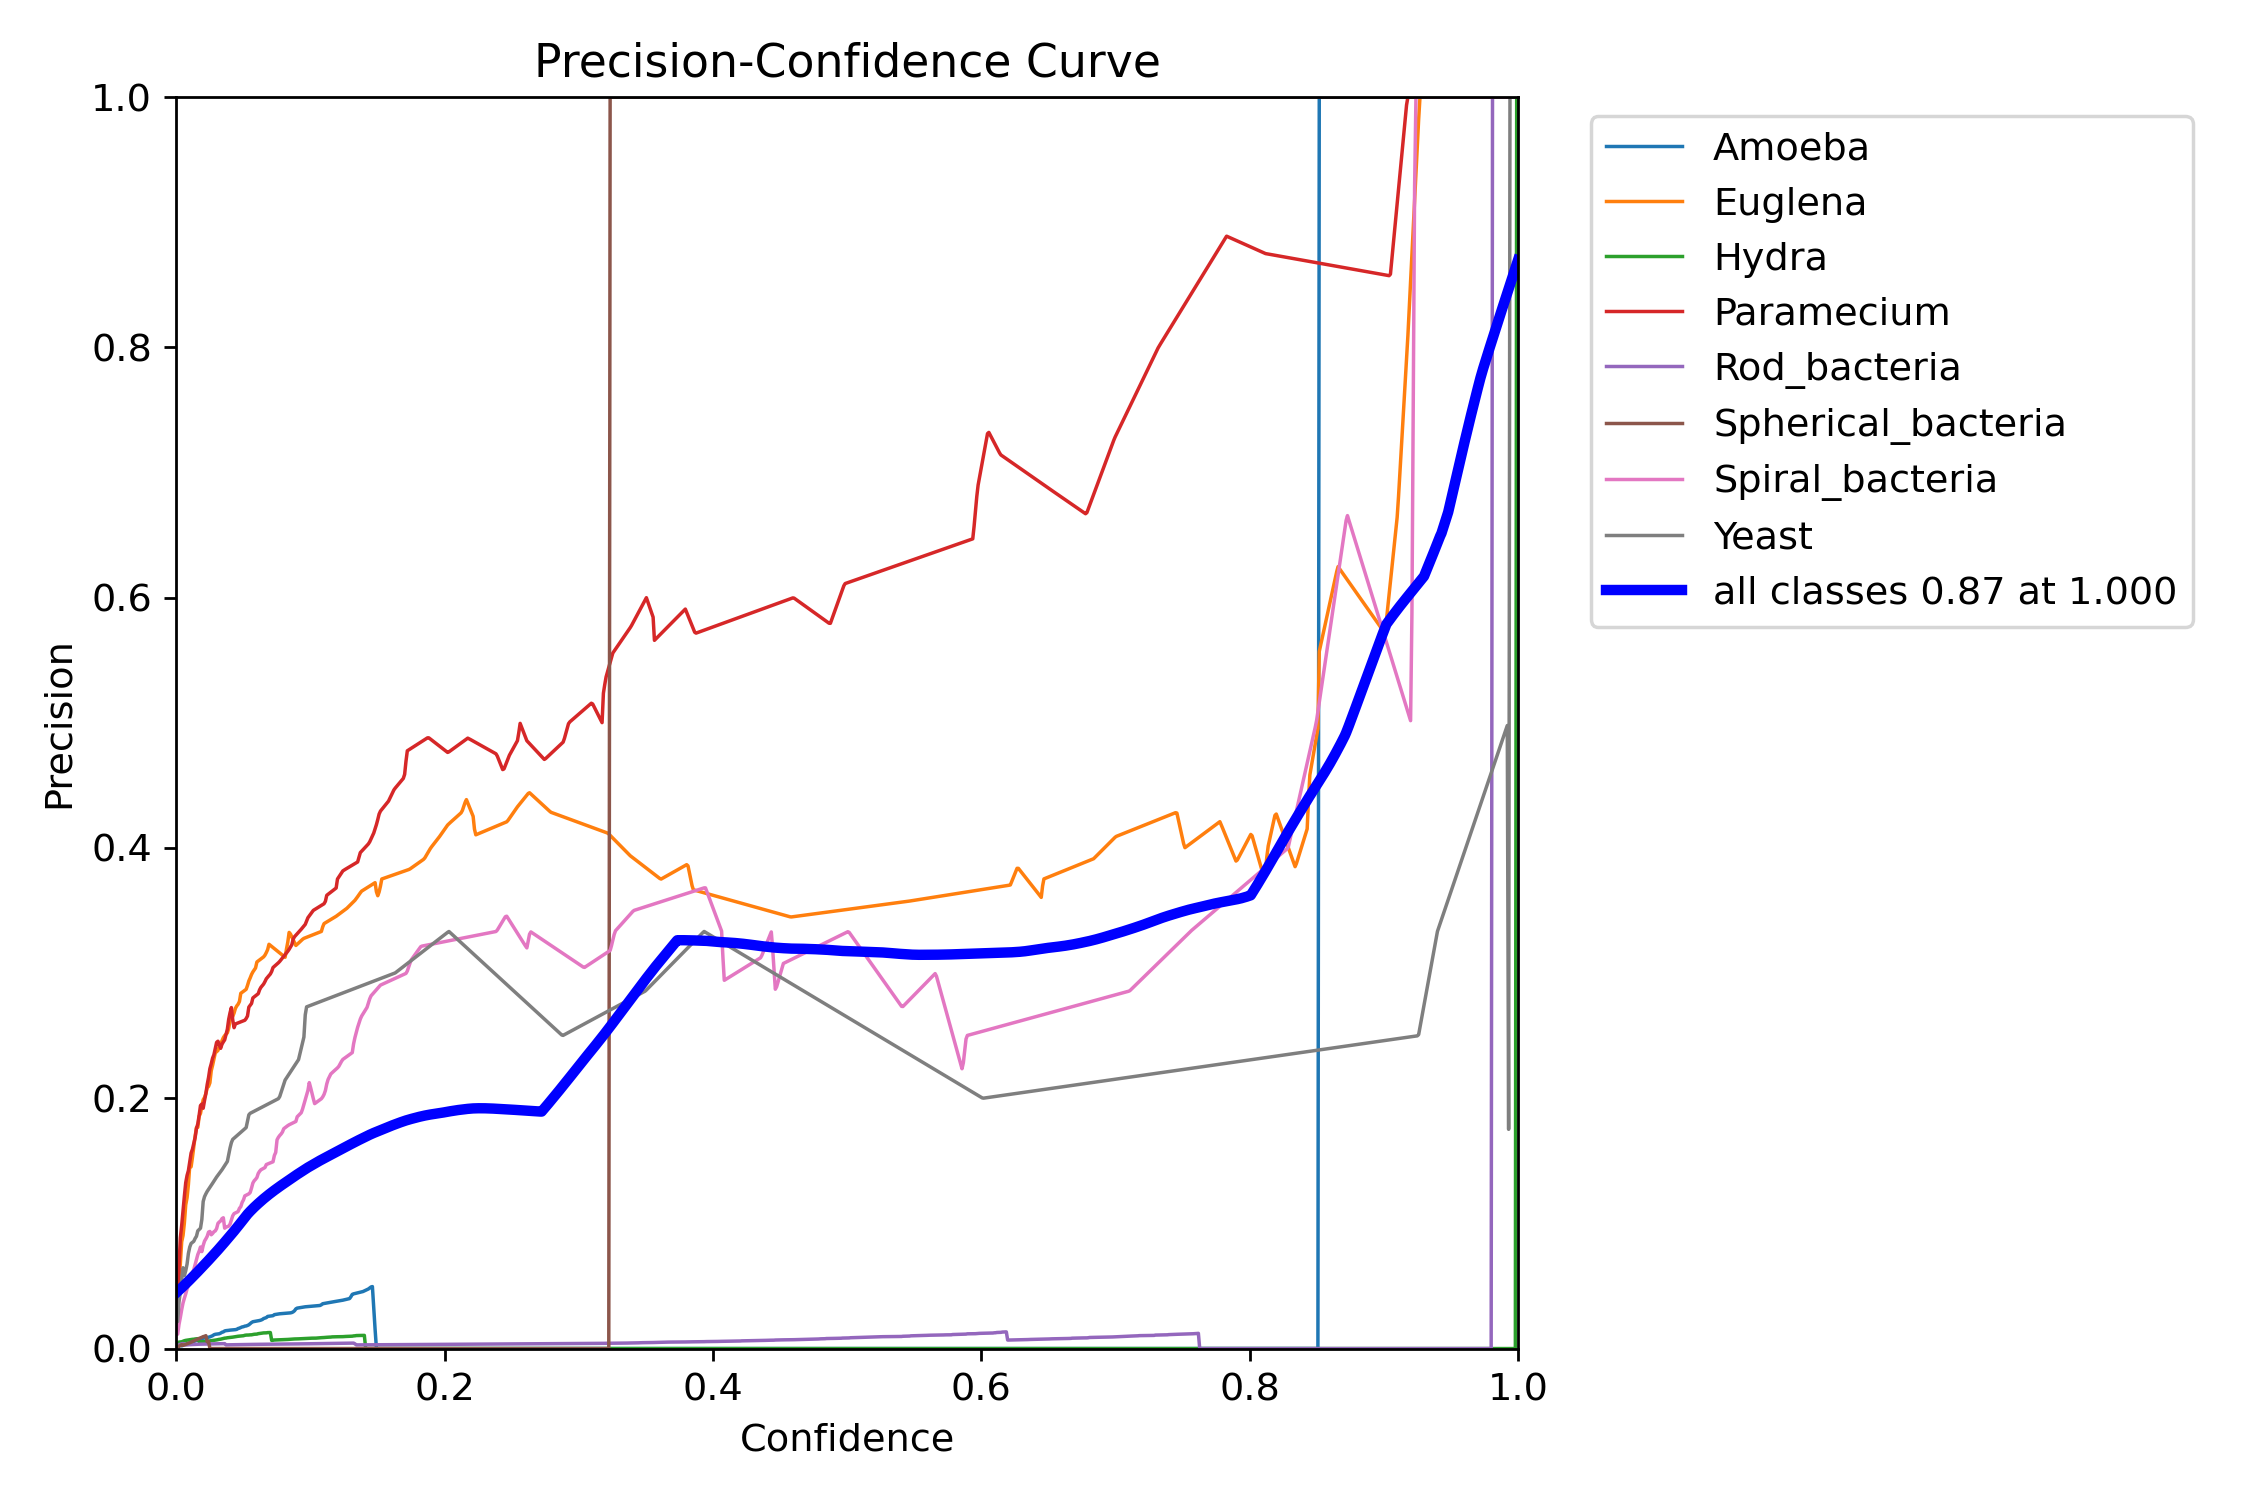 Precision-Confidence Curve
1.0
0.8
0.6
0.4
0.2
0.0
Precision
0.0 0.2 0.4 0.6 0.8 1.0
Confidence
Amoeba
Euglena
Hydra
Paramecium
Rod_bacteria
Spherical_bacteria
Spiral_bacteria
Yeast
all classes 0.87 at 1.000